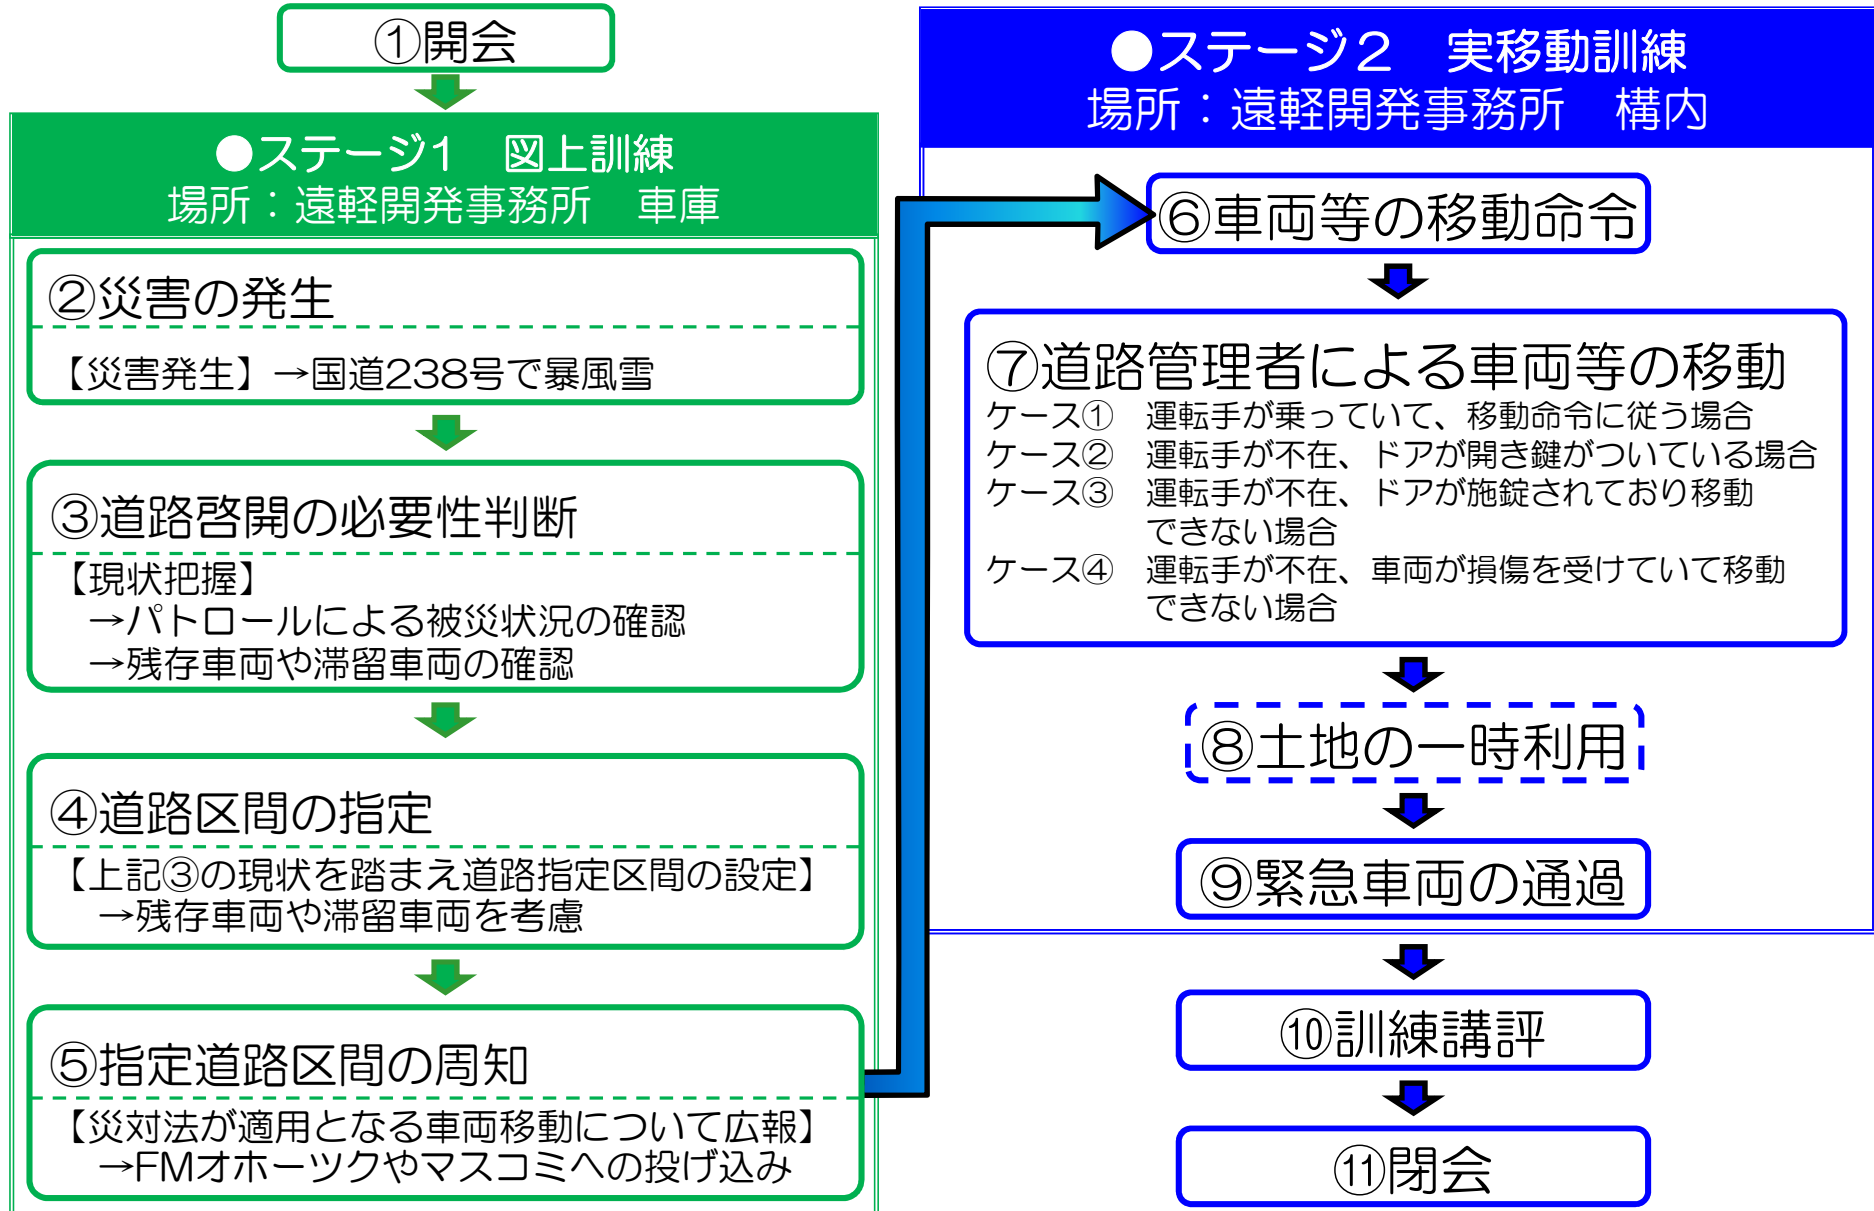 ①開会
●ステージ1　図上訓練
場所：遠軽開発事務所　車庫
②災害の発生
【災害発生】→国道238号で暴風雪
③道路啓開の必要性判断
【現状把握】
→パトロールによる被災状況の確認
→残存車両や滞留車両の確認
④道路区間の指定
【上記③の現状を踏まえ道路指定区間の設定】
→残存車両や滞留車両を考慮
⑤指定道路区間の周知
【災対法が適用となる車両移動について広報】
→FMオホーツクやマスコミへの投げ込み
●ステージ２　実移動訓練
場所：遠軽開発事務所　構内
⑥車両等の移動命令
⑦道路管理者による車両等の移動
ケース①　運転手が乗っていて、移動命令に従う場合
ケース②　運転手が不在、ドアが開き鍵がついている場合
ケース③　運転手が不在、ドアが施錠されており移動
できない場合
ケース④　運転手が不在、車両が損傷を受けていて移動
できない場合
⑧土地の一時利用
⑨緊急車両の通過
⑩訓練講評
⑪閉会